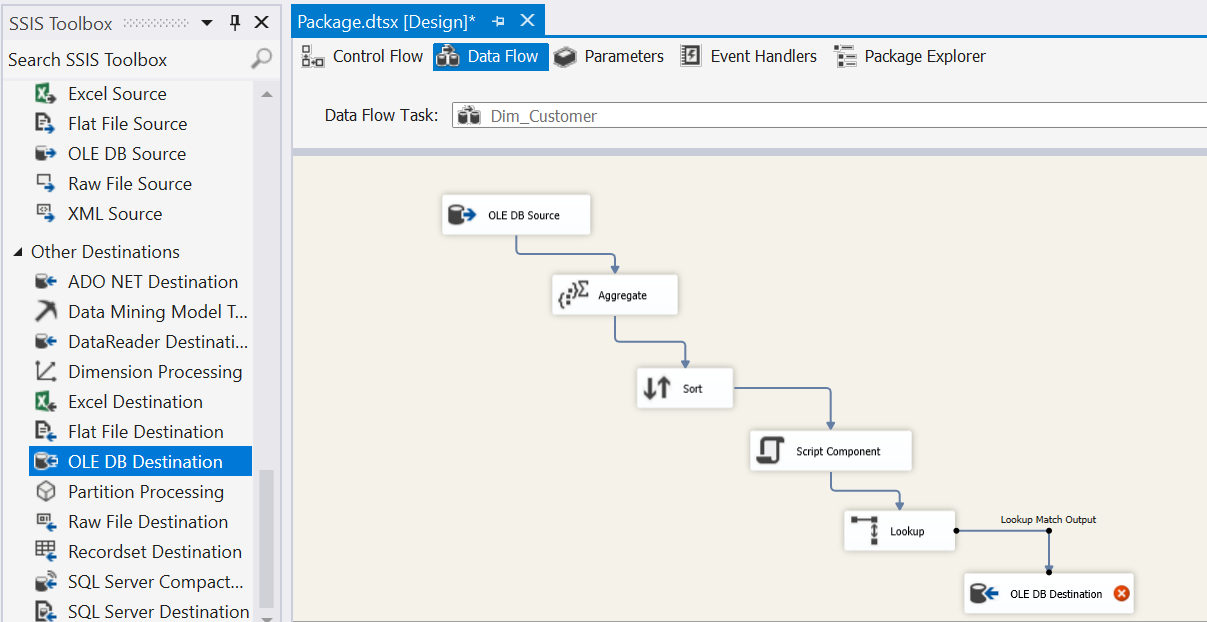 SSIS Toolbox
Search SSIS Toolbox
Excel Source
Flat File Source
OLE DB Source
Raw File Source
XML Source
Other Destinations
ADO NET Destination
Data Mining Model T...
DataReader Destinati...
Dimension Processing
Excel Destination
Flat File Destination
OLE DB Destination
Partition Processing
Raw File Destination
Recordset Destination
SQL Server Compact...
SQL Server Destination
Package.dtsx [Design]*
Control Flow
Data Flow
Parameters
Event Handlers
Package Explorer
Data Flow Task:
Dim_Customer
OLE DB Source
Aggregate
Sort
Script Component
Lookup
Lookup Match Output
OLE DB Destination